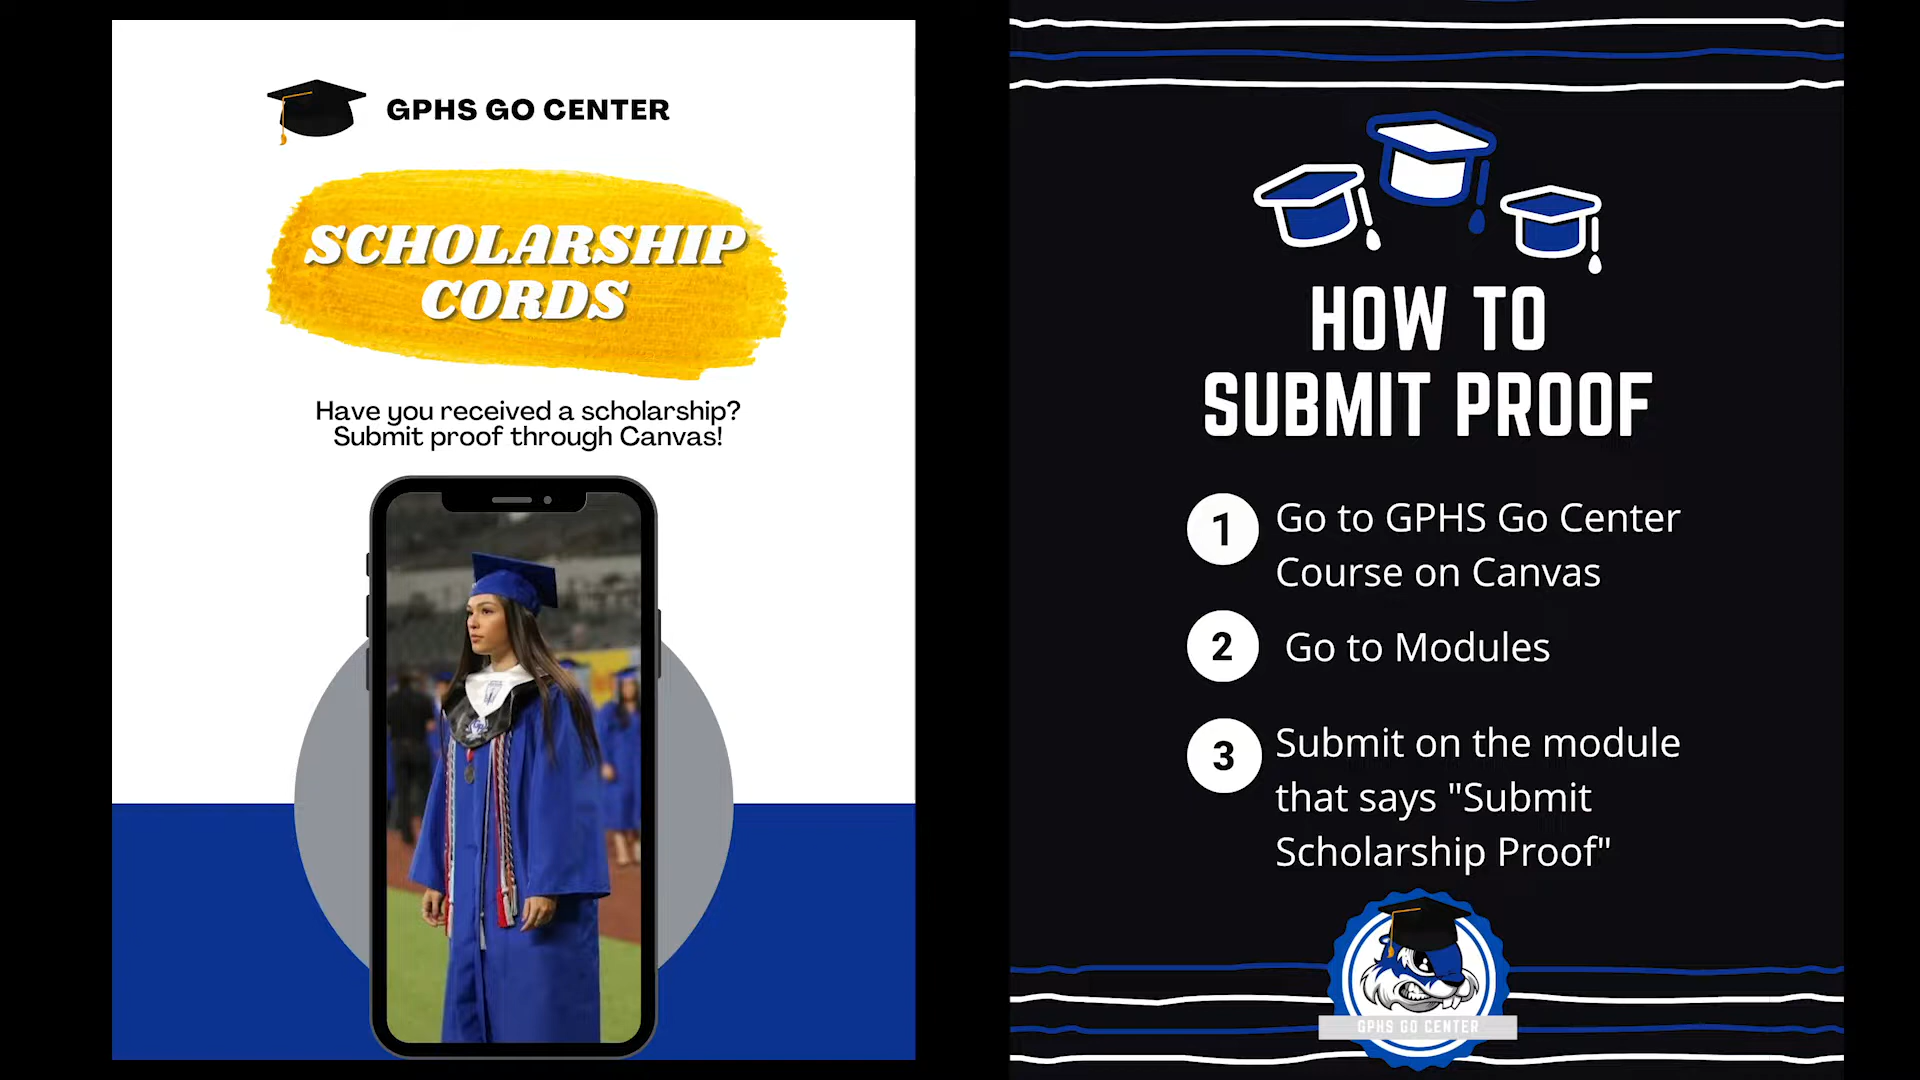 GPHS GO CENTER
SCHOLARSHIP
CORDS
Have you received a scholarship?
Submit proof through Canvas!
HOW TO
SUBMIT PROOF
1 Go to GPHS Go Center
Course on Canvas
2 Go to Modules
3 Submit on the module
that says "Submit
Scholarship Proof"
GPHS GO CENTER